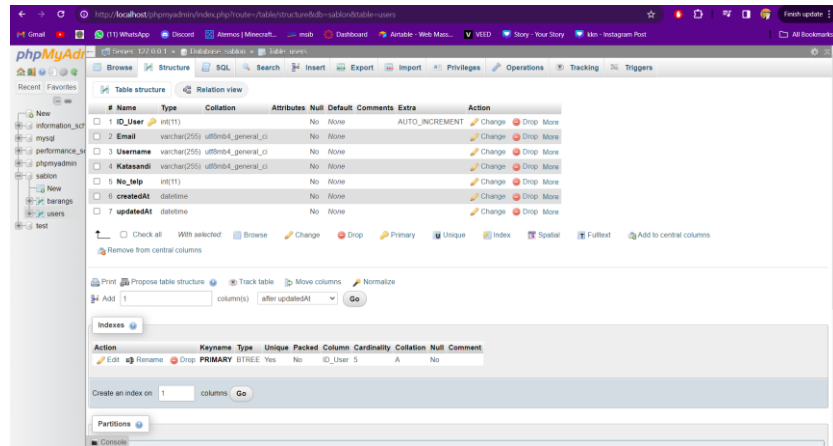 http://localhost/phpmyadmin/index.php?route=/table/structure&db=sablon&table=users
Finish update
Gmail (11) WhatsApp Discord Aternos | Minecraft... msib Dashboard Airtable - Web Mass... VEED Story - Your Story kkn - Instagram Post All Bookmarks
phpMyAdm
Recent Favorites
New
information_sch
mysql
performance_s
phpmyadmin
sablon
New
barangs
users
test
Server: 127.0.0.1 » Database: sablon » Table: users
Browse Structure SQL Search Insert Export Import Privileges Operations Tracking Triggers
Table structure Relation view
# Name Type Collation Attributes Null Default Comments Extra Action
1 ID_User int(11) No None AUTO_INCREMENT Change Drop More
2 Email varchar(255) utf8mb4_general_ci No None Change Drop More
3 Username varchar(255) utf8mb4_general_ci No None Change Drop More
4 Katasandi varchar(255) utf8mb4_general_ci No None Change Drop More
5 No_telp int(11) No None Change Drop More
6 createdAt datetime No None Change Drop More
7 updatedAt datetime No None Change Drop More
Check all With selected: Browse Change Drop Primary Unique Index Spatial Fulltext Add to central columns
Remove from central columns
Print Propose table structure Track table Move columns Normalize
Add 1 column(s) after updatedAt Go
Indexes
Action Keyname Type Unique Packed Column Cardinality Collation Null Comment
Edit Rename Drop PRIMARY BTREE Yes No ID_User 5 A No
Create an index on 1 columns Go
Partitions
Console